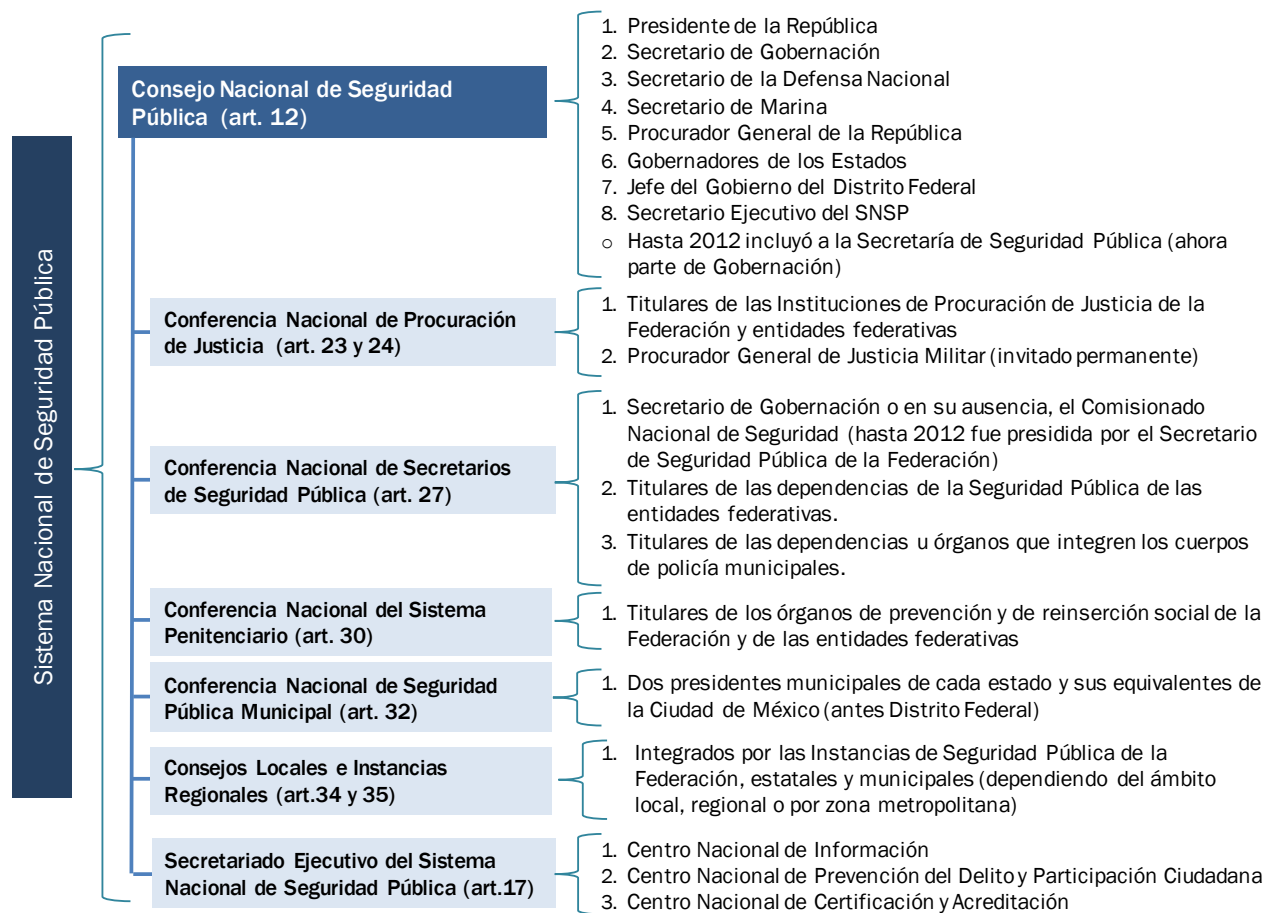 Sistema Nacional de Seguridad Pública
Consejo Nacional de Seguridad
Pública (art. 12)
1. Presidente de la República
2. Secretario de Gobernación
3. Secretario de la Defensa Nacional
4. Secretario de Marina
5. Procurador General de la República
6. Gobernadores de los Estados
7. Jefe del Gobierno del Distrito Federal
8. Secretario Ejecutivo del SNSP
o Hasta 2012 incluyó a la Secretaría de Seguridad Pública (ahora
parte de Gobernación)
Conferencia Nacional de Procuración
de Justicia (art. 23 y 24)
1. Titulares de las Instituciones de Procuración de Justicia de la
Federación y entidades federativas
2. Procurador General de Justicia Militar (invitado permanente)
Conferencia Nacional de Secretarios
de Seguridad Pública (art. 27)
1. Secretario de Gobernación o en su ausencia, el Comisionado
Nacional de Seguridad (hasta 2012 fue presidida por el Secretario
de Seguridad Pública de la Federación)
2. Titulares de las dependencias de la Seguridad Pública de las
entidades federativas.
3. Titulares de las dependencias u órganos que integren los cuerpos
de policía municipales.
Conferencia Nacional del Sistema
Penitenciario (art. 30)
1. Titulares de los órganos de prevención y de reinserción social de la
Federación y de las entidades federativas
Conferencia Nacional de Seguridad
Pública Municipal (art. 32)
1. Dos presidentes municipales de cada estado y sus equivalentes de
la Ciudad de México (antes Distrito Federal)
Consejos Locales e Instancias
Regionales (art.34 y 35)
1. Integrados por las Instancias de Seguridad Pública de la
Federación, estatales y municipales (dependiendo del ámbito
local, regional o por zona metropolitana)
Secretariado Ejecutivo del Sistema
Nacional de Seguridad Pública (art.17)
1. Centro Nacional de Información
2. Centro Nacional de Prevención del Delito y Participación Ciudadana
3. Centro Nacional de Certificación y Acreditación